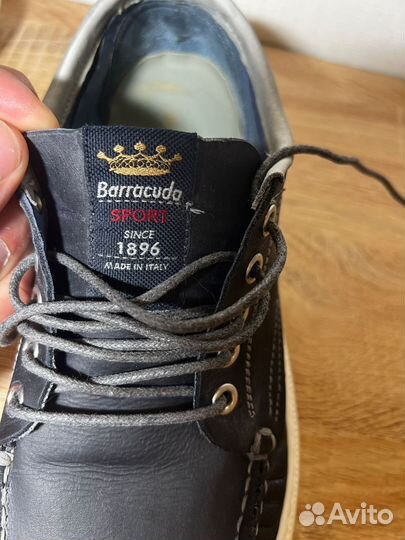 Barracuda
SPORT
SINCE
1896
MADE IN ITALY
Avito